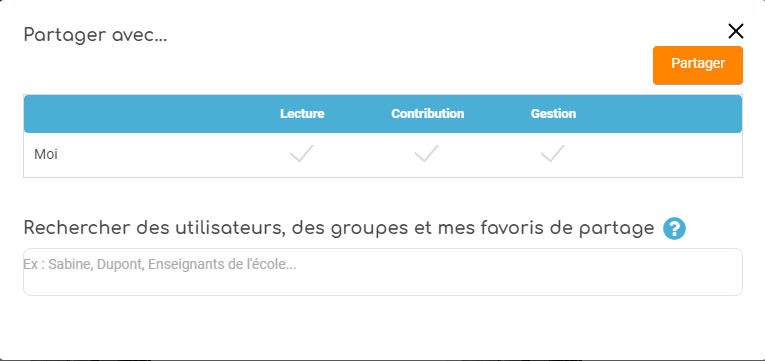 Partager avec...
Partager
Lecture Contribution Gestion
Moi
Rechercher des utilisateurs, des groupes et mes favoris de partage ?
Ex : Sabine, Dupont, Enseignants de l'école...